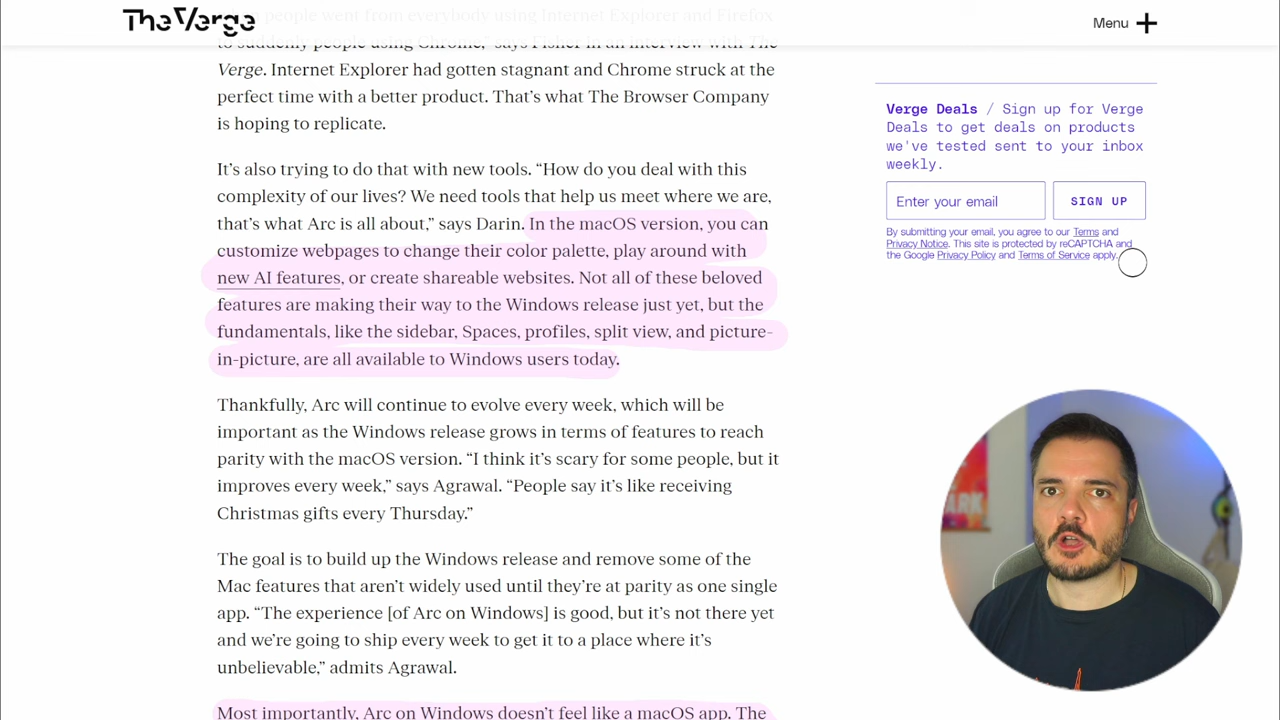 The Verge
Menu
when people went from everybody using Internet Explorer and Firefox
to suddenly people using Chrome," says Fisher in an interview with The
Verge. Internet Explorer had gotten stagnant and Chrome struck at the
perfect time with a better product. That's what The Browser Company
is hoping to replicate.
It's also trying to do that with new tools. “How do you deal with this
complexity of our lives? We need tools that help us meet where we are,
that's what Arc is all about,” says Darin. In the macOS version, you can
customize webpages to change their color palette, play around with
new AI features, or create shareable websites. Not all of these beloved
features are making their way to the Windows release just yet, but the
fundamentals, like the sidebar, Spaces, profiles, split view, and picture-
in-picture, are all available to Windows users today.
Thankfully, Arc will continue to evolve every week, which will be
important as the Windows release grows in terms of features to reach
parity with the macOS version. “I think it's scary for some people, but it
improves every week,” says Agrawal. “People say it's like receiving
Christmas gifts every Thursday.”
The goal is to build up the Windows release and remove some of the
Mac features that aren't widely used until they're at parity as one single
app. “The experience [of Arc on Windows] is good, but it's not there yet
and we're going to ship every week to get it to a place where it's
unbelievable,” admits Agrawal.
Most importantly, Arc on Windows doesn't feel like a macOS app. The
Verge Deals / Sign up for Verge
Deals to get deals on products
we've tested sent to your inbox
weekly.
Enter your email
SIGN UP
By submitting your email, you agree to our Terms and
Privacy Notice. This site is protected by reCAPTCHA and
the Google Privacy Policy and Terms of Service apply.